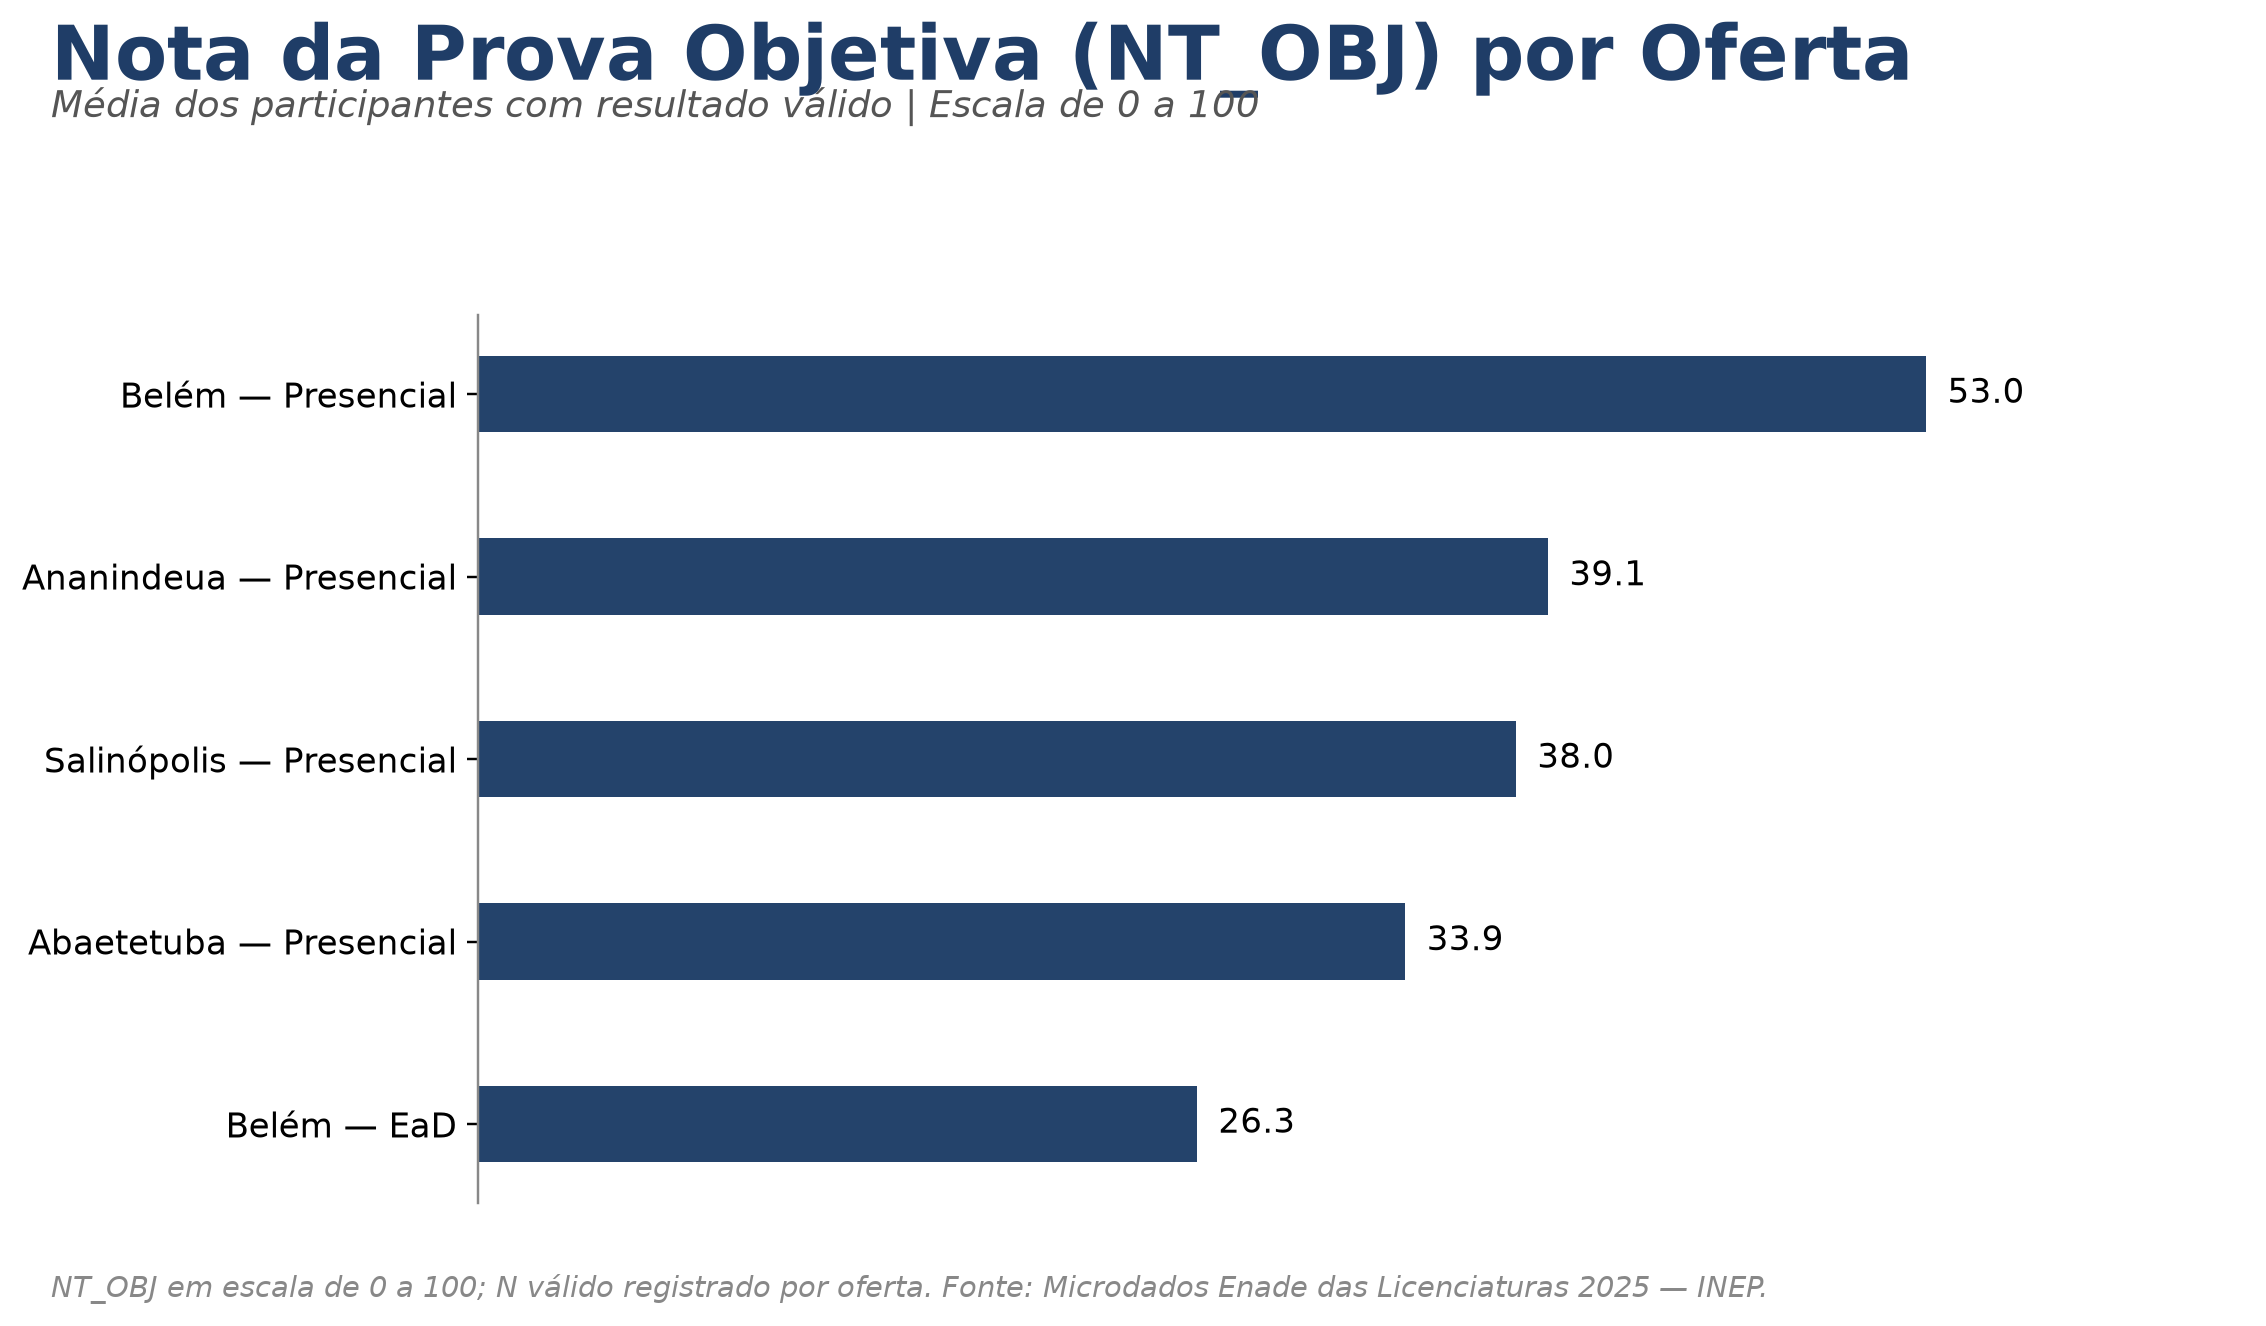 Nota da Prova Objetiva (NT_OBJ) por Oferta
Média dos participantes com resultado válido | Escala de 0 a 100
Belém — Presencial 53.0
Ananindeua — Presencial 39.1
Salinópolis — Presencial 38.0
Abaetetuba — Presencial 33.9
Belém — EaD 26.3
NT_OBJ em escala de 0 a 100; N válido registrado por oferta. Fonte: Microdados Enade das Licenciaturas 2025 — INEP.